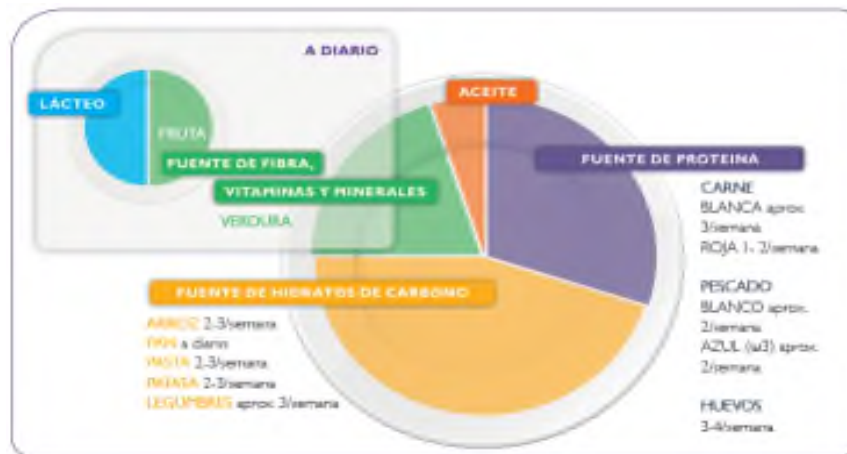 A DIARIO
LÁCTEO
FRUTA
FUENTE DE FIBRA,
VITAMINAS Y MINERALES
VERDURA
ACEITE
FUENTE DE PROTEINA
CARNE
BLANCA aprox.
3/semana
ROJA 1- 2/semana
PESCADO
BLANCO aprox.
2/semana
AZUL (ω3) aprox.
2/semana
HUEVOS
3-4/semana
FUENTE DE HIDRATOS DE CARBONO
ARROZ 2-3/semana
PAN a diario
PASTA 2-3/semana
PATATA 2-3/semana
LEGUMBRES aprox. 3/semana